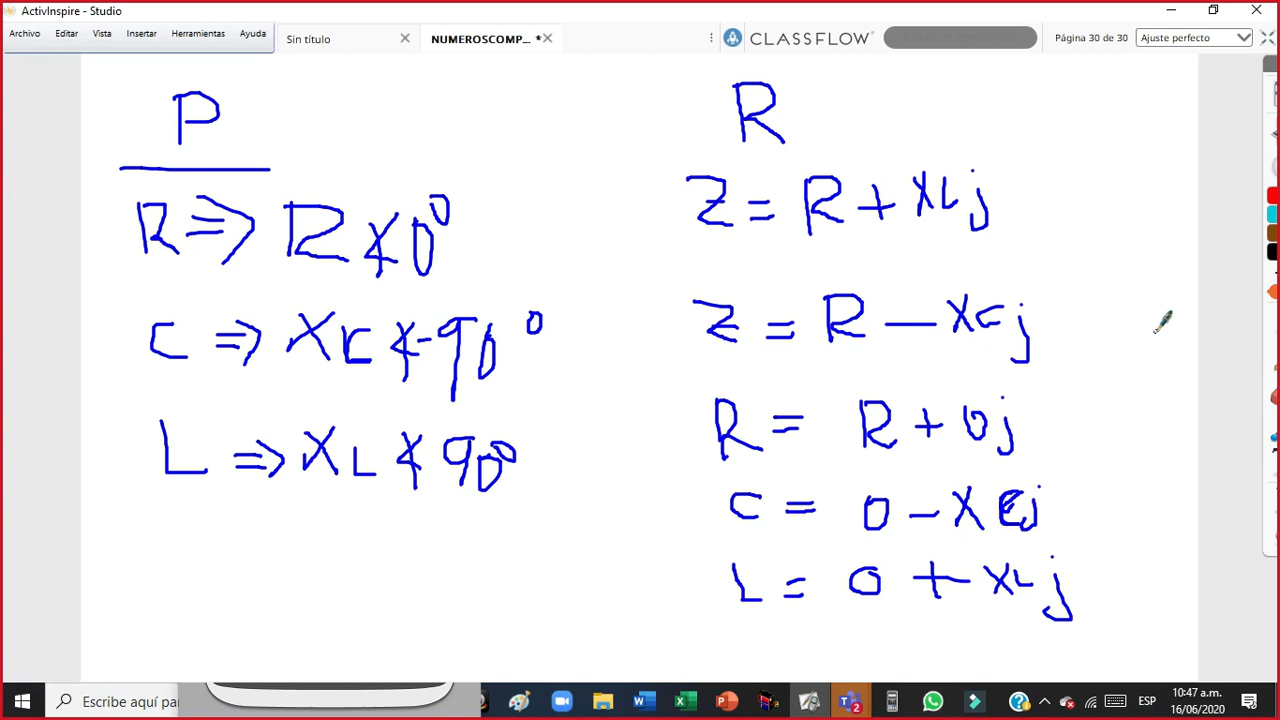 ActivInspire - Studio
Archivo Editar Vista Insertar Herramientas Ayuda
Sin título
NUMEROSCOMP... *
CLASSFLOW
Página 30 de 30
Ajuste perfecto
P
R ⇒ R ∡ 0°
C ⇒ XC ∡ -90°
L ⇒ XL ∡ 90°
R
Z = R + XLj
Z = R - XCj
R = R + 0j
C = 0 - XCj
L = 0 + XLj
Escribe aquí par
2
ESP
10:47 a.m.
16/06/2020